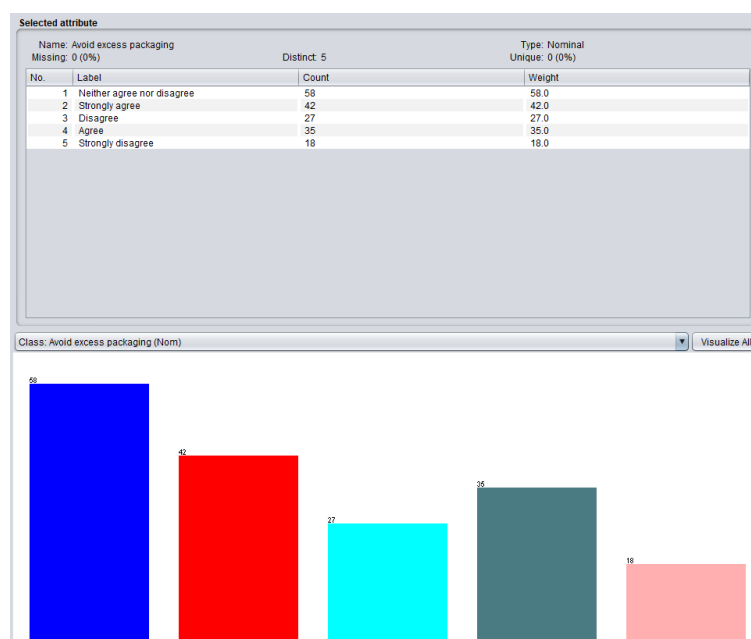 Selected attribute
Name: Avoid excess packaging Type: Nominal
Missing: 0 (0%) Distinct: 5 Unique: 0 (0%)
No. Label Count Weight
1 Neither agree nor disagree 58 58.0
2 Strongly agree 42 42.0
3 Disagree 27 27.0
4 Agree 35 35.0
5 Strongly disagree 18 18.0
Class: Avoid excess packaging (Nom) Visualize All
58
42
35
27
18